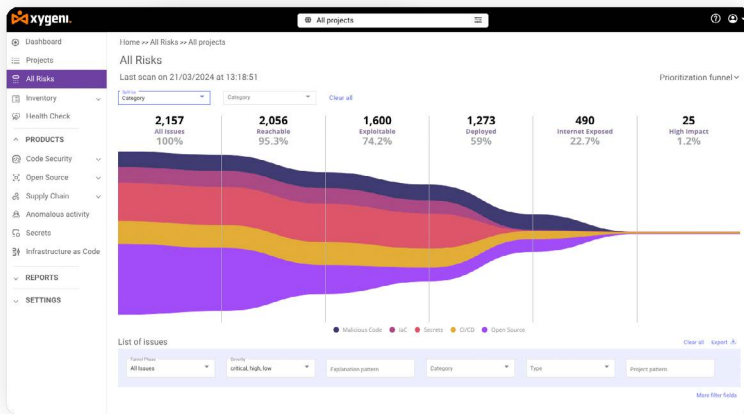 xygeni.
All projects
Dashboard
Projects
All Risks
Inventory
Health Check
PRODUCTS
Code Security
Open Source
Supply Chain
Anomalous activity
Secrets
Infrastructure as Code
REPORTS
SETTINGS
Home >> All Risks >> All projects
All Risks
Last scan on 21/03/2024 at 13:18:51
Prioritization funnel
Category
Category
Clear all
2,157
All Issues
100%
2,056
Reachable
95.3%
1,600
Exploitable
74.2%
1,273
Deployed
59%
490
Internet Exposed
22.7%
25
High Impact
1.2%
Malicious Code IaC Secrets CI/CD Open Source
List of issues
Clear all Export
Funnel Phase
All Issues
Severity
critical, high, low
Explanation pattern
Category
Type
Project pattern
More filter fields